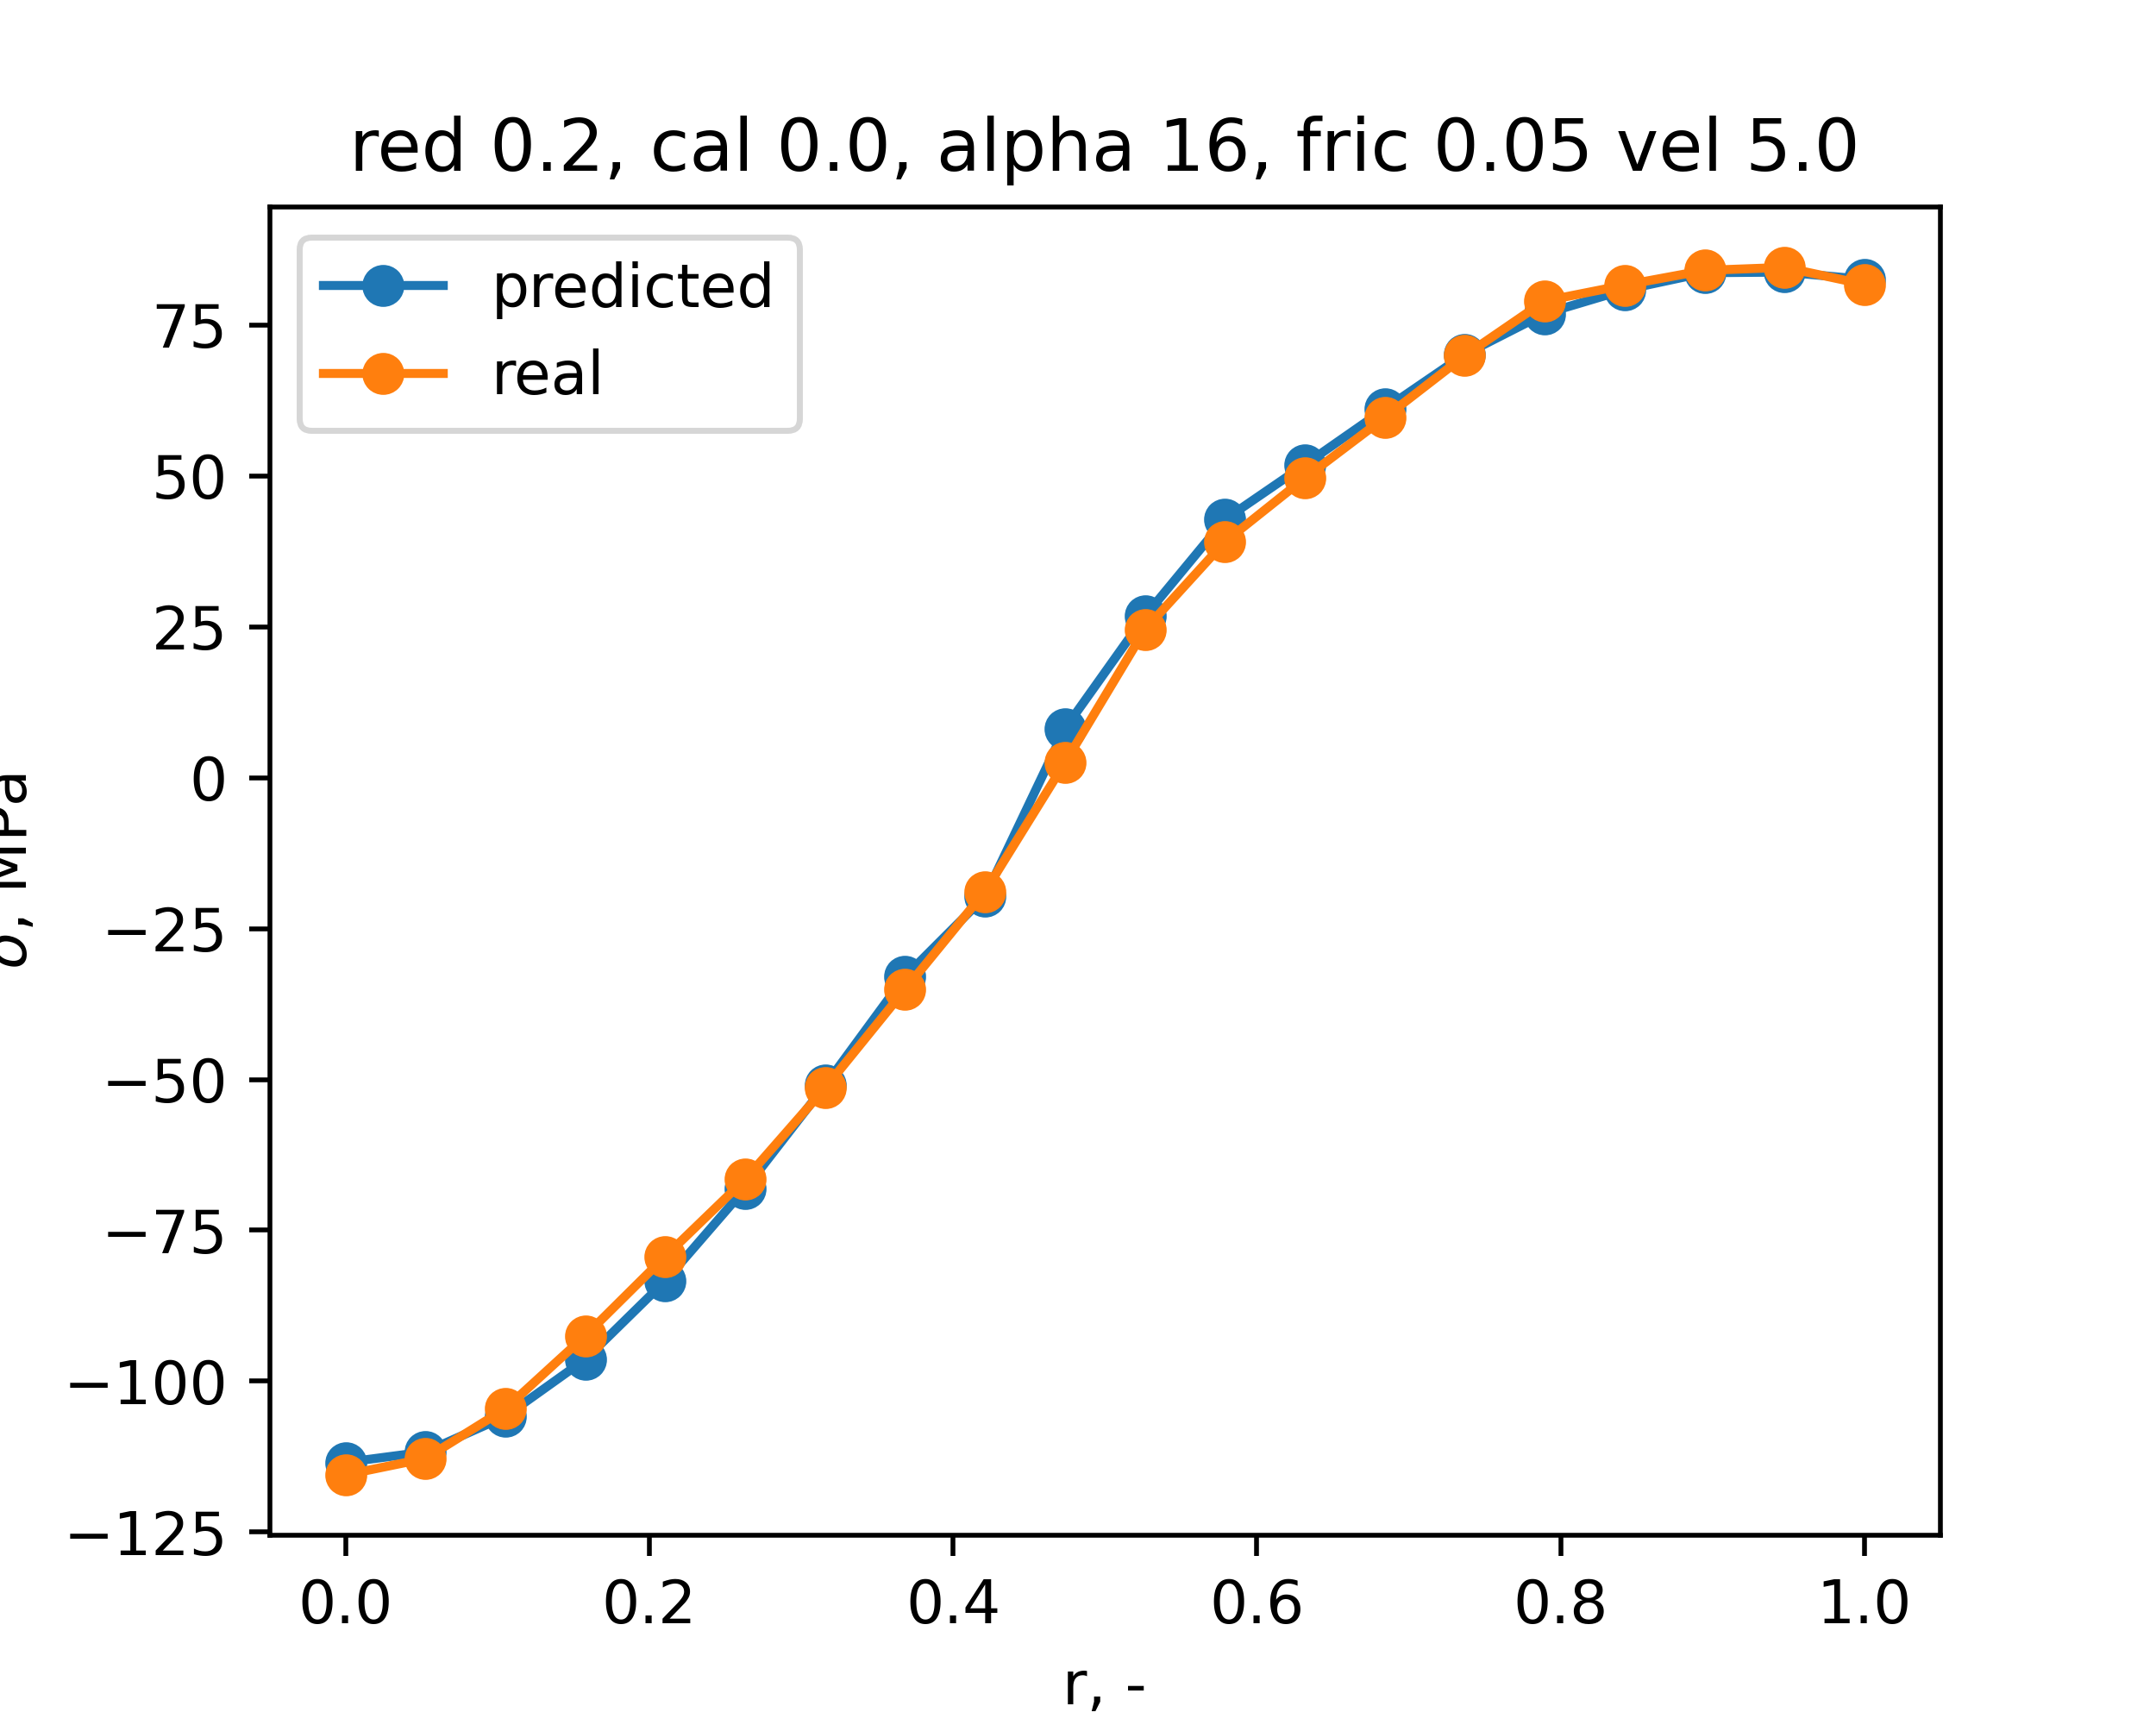 red 0.2, cal 0.0, alpha 16, fric 0.05 vel 5.0
predicted
real
75
50
25
0
−25
−50
−75
−100
−125
σ, MPa
0.0 0.2 0.4 0.6 0.8 1.0
r, -